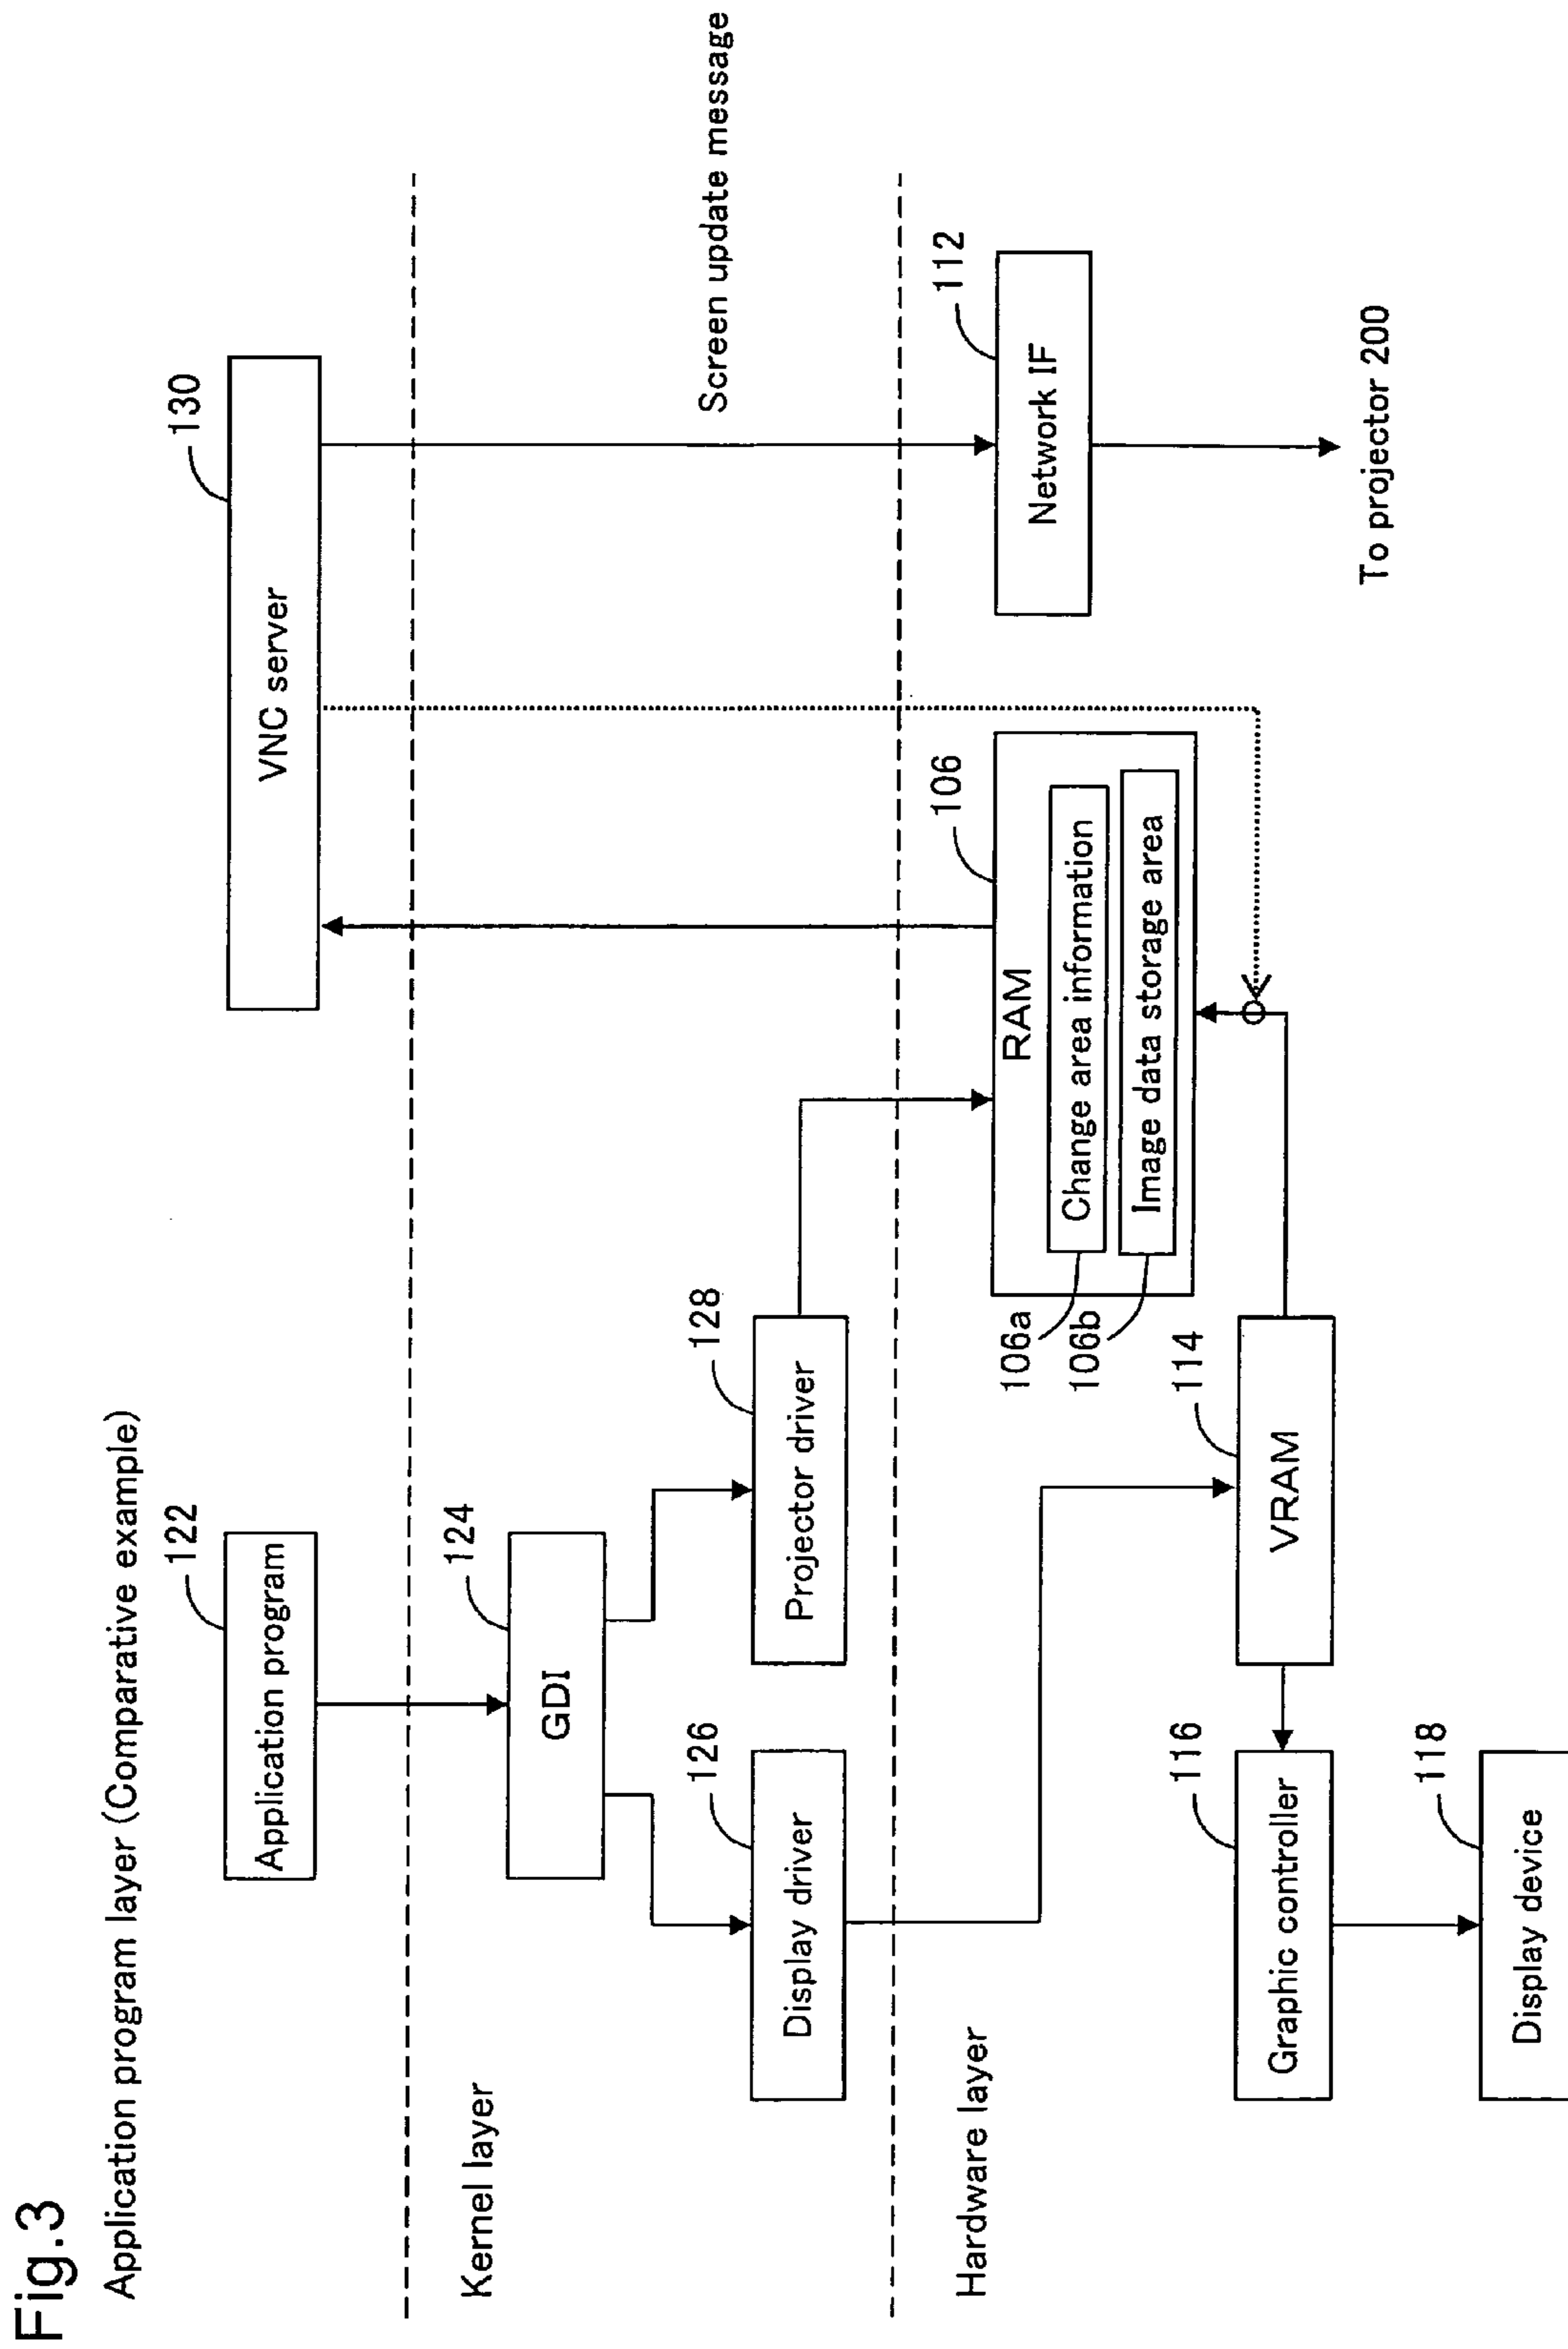 Fig.3
Application program layer (Comparative example)
122
Application program
130
VNC server
Kernel layer
124
GDI
126
Display driver
128
Projector driver
Screen update message
Hardware layer
106
RAM
Change area information
Image data storage area
106a
106b
112
Network IF
To projector 200
114
VRAM
116
Graphic controller
118
Display device